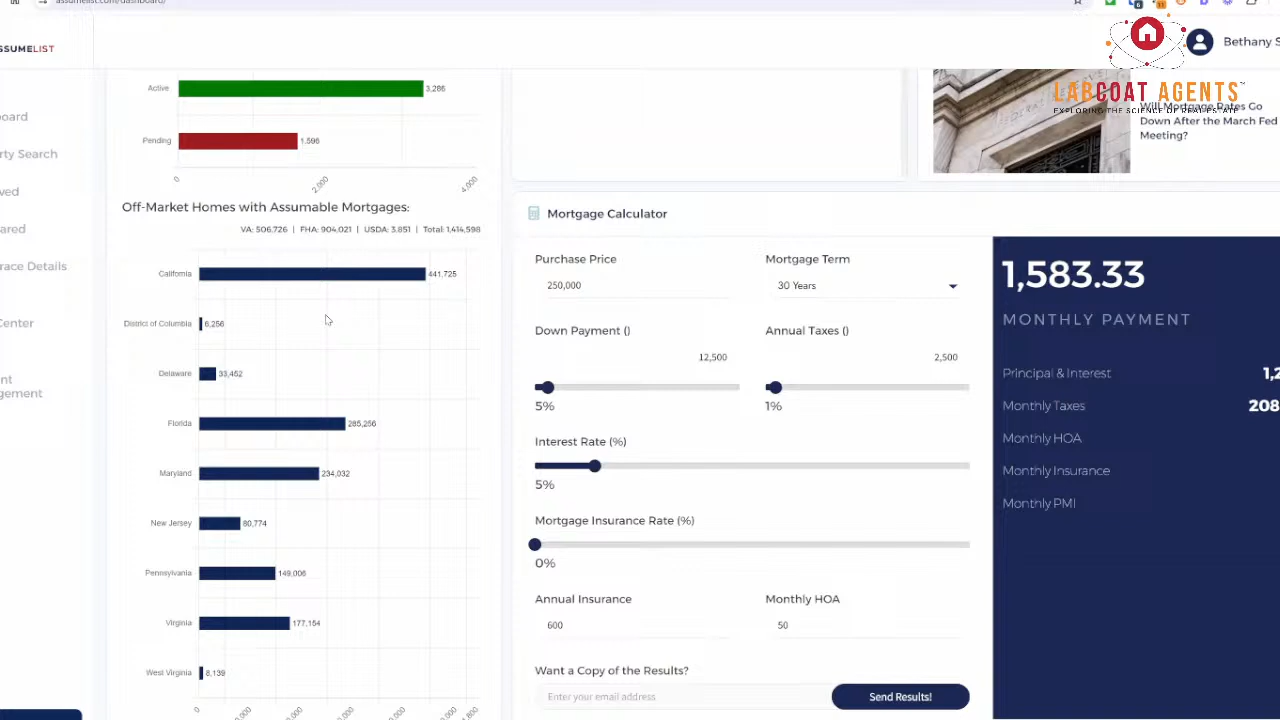 assumelist.com/dashboard/
SSUMELIST
Bethany S
LABCOAT AGENTS
EXPLORING THE SCIENCE OF REAL ESTATE
board
rty Search
ved
ared
race Details
Center
nt
gement
Active
3,286
Pending
1,596
0
2,000
4,000
Off-Market Homes with Assumable Mortgages:
VA: 506,726 | FHA: 904,021 | USDA: 3,851 | Total: 1,414,598
California
441,725
District of Columbia
6,256
Delaware
33,452
Florida
285,256
Maryland
234,032
New Jersey
80,774
Pennsylvania
149,006
Virginia
177,154
West Virginia
8,139
0
Will Mortgage Rates Go
Down After the March Fed
Meeting?
Mortgage Calculator
Purchase Price
250,000
Mortgage Term
30 Years
Down Payment ()
12,500
5%
Annual Taxes ()
2,500
1%
Interest Rate (%)
5%
Mortgage Insurance Rate (%)
0%
Annual Insurance
600
Monthly HOA
50
Want a Copy of the Results?
Enter your email address
Send Results!
1,583.33
MONTHLY PAYMENT
Principal & Interest
1,2
Monthly Taxes
208
Monthly HOA
Monthly Insurance
Monthly PMI